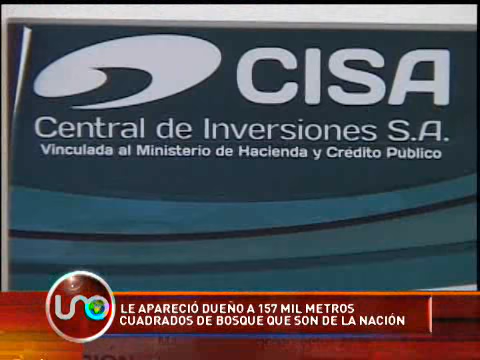 CISA
Central de Inversiones S.A.
Vinculada al Ministerio de Hacienda y Crédito Público
UNO
LE APARECIÓ DUEÑO A 157 MIL METROS
CUADRADOS DE BOSQUE QUE SON DE LA NACIÓN